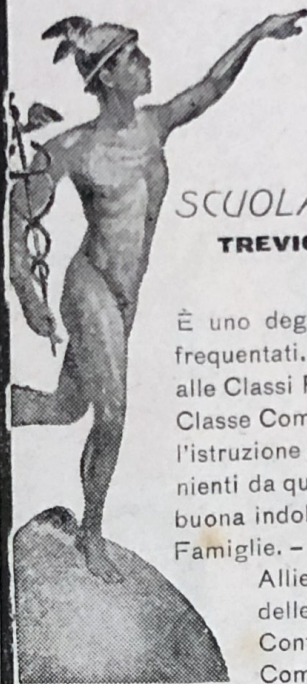 SCUOLA
TREVIG
È uno deg
frequentati.
alle Classi
Classe Com
l'istruzione
nienti da qu
buona indol
Famiglie. –
Allie
delle
Con
Com